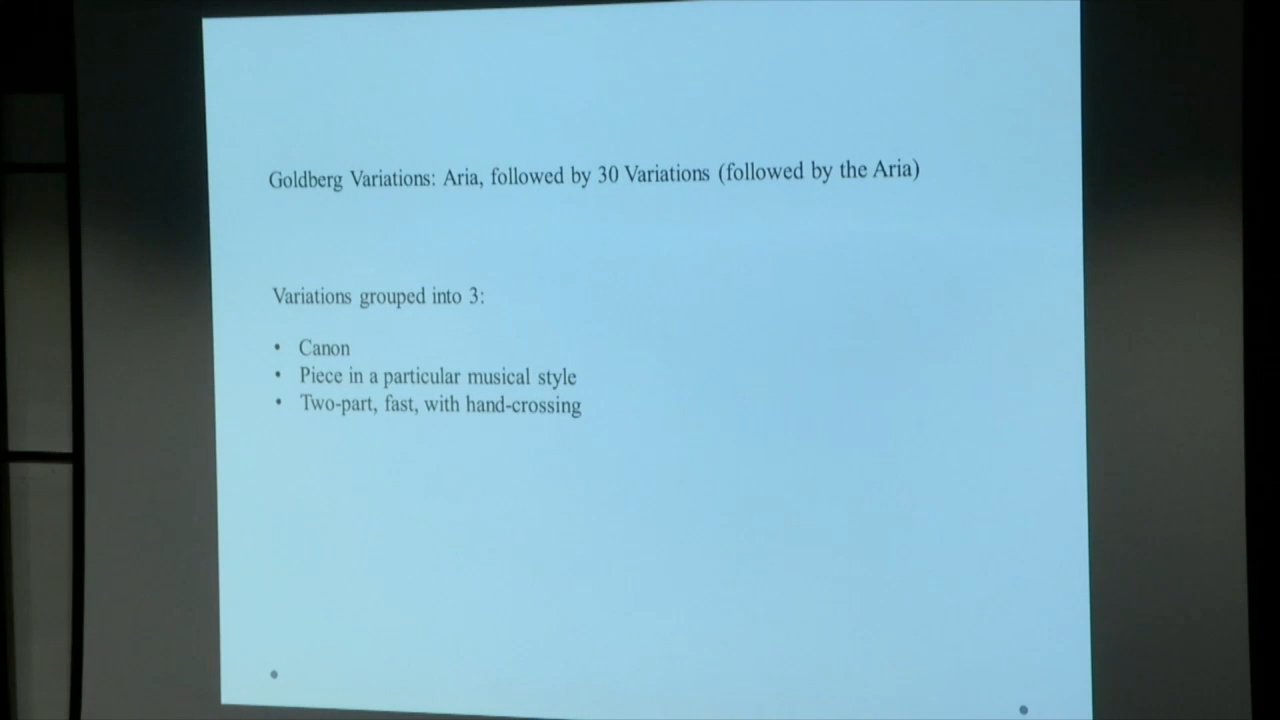 Goldberg Variations: Aria, followed by 30 Variations (followed by the Aria)
Variations grouped into 3:
• Canon
• Piece in a particular musical style
• Two-part, fast, with hand-crossing